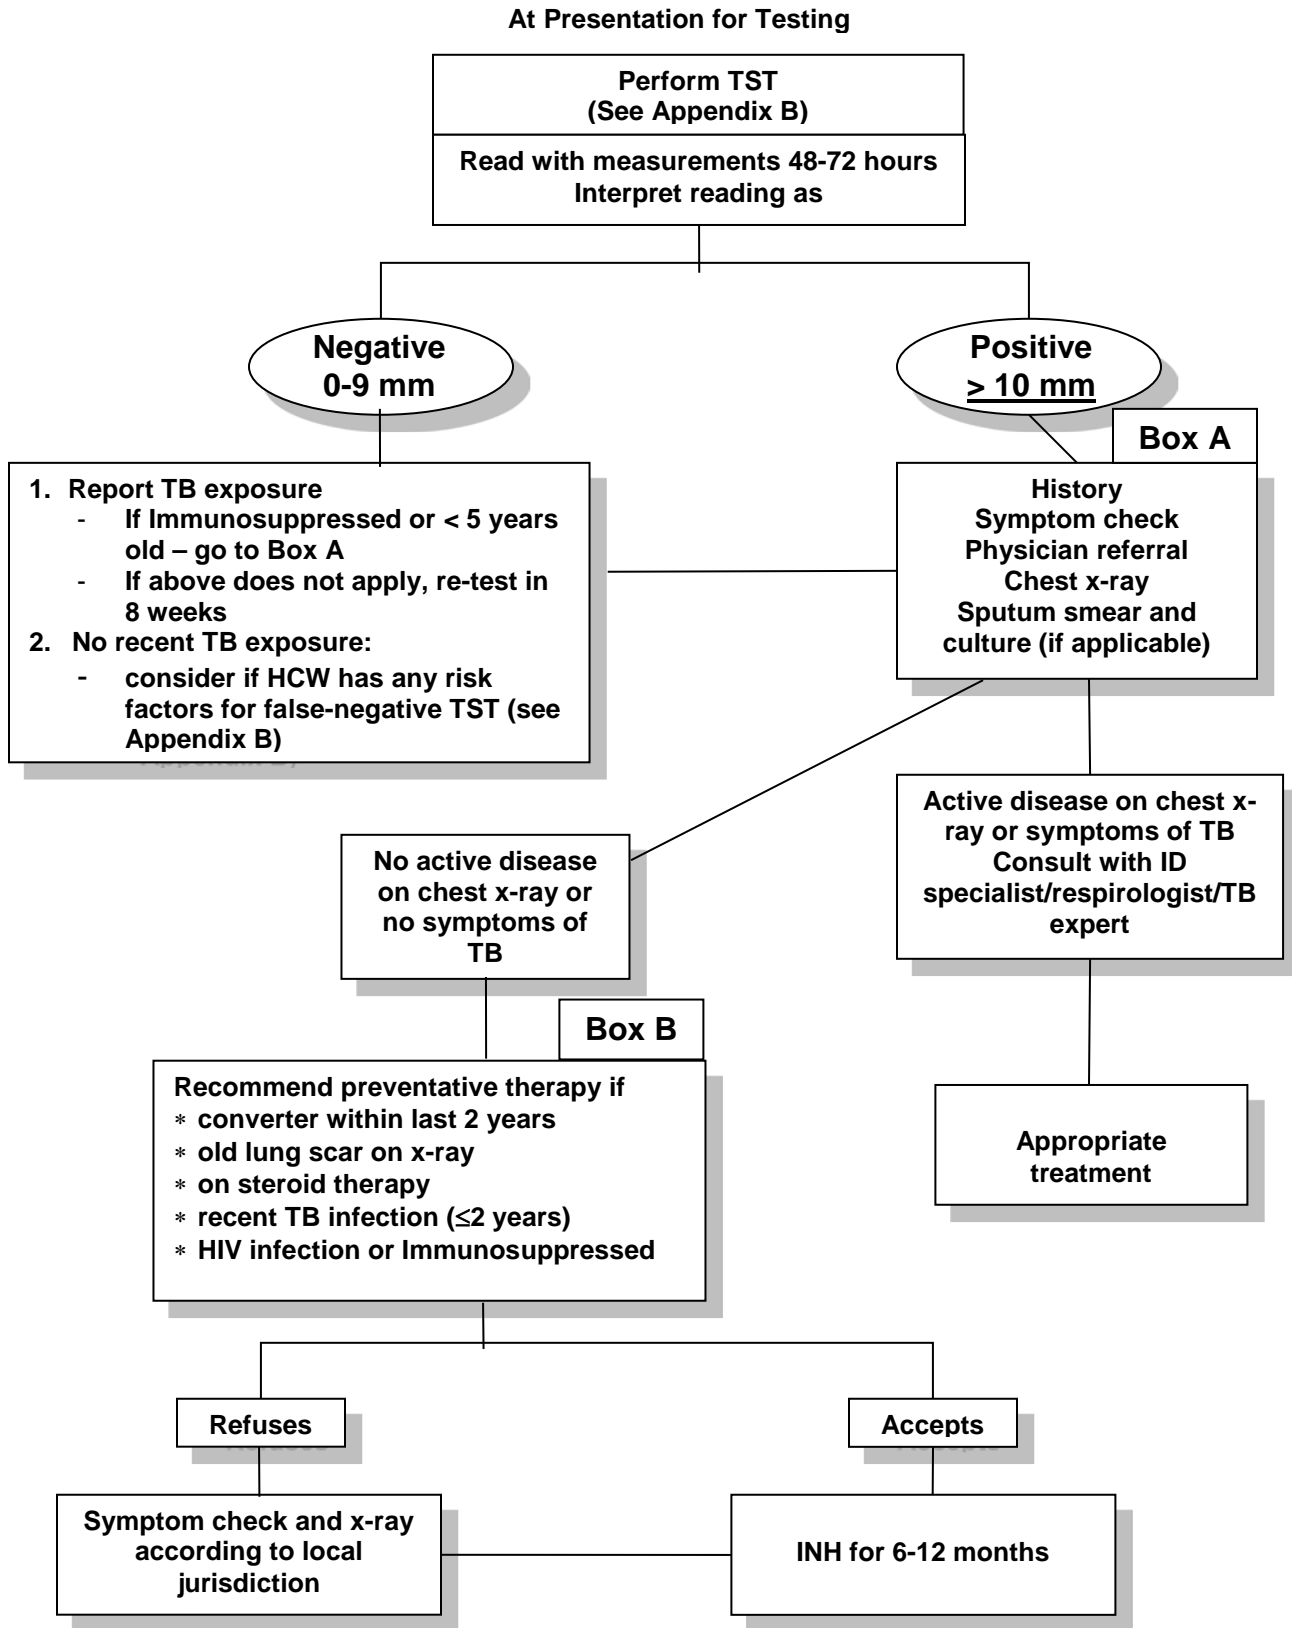 At Presentation for Testing
Perform TST
(See Appendix B)
Read with measurements 48-72 hours
Interpret reading as
Negative
0-9 mm
Positive
> 10 mm
Box A
1. Report TB exposure
- If Immunosuppressed or < 5 years
old – go to Box A
- If above does not apply, re-test in
8 weeks
2. No recent TB exposure:
- consider if HCW has any risk
factors for false-negative TST (see
Appendix B)
History
Symptom check
Physician referral
Chest x-ray
Sputum smear and
culture (if applicable)
No active disease
on chest x-ray or
no symptoms of
TB
Active disease on chest x-
ray or symptoms of TB
Consult with ID
specialist/respirologist/TB
expert
Box B
Recommend preventative therapy if
* converter within last 2 years
* old lung scar on x-ray
* on steroid therapy
* recent TB infection (≤2 years)
* HIV infection or Immunosuppressed
Appropriate
treatment
Refuses
Accepts
Symptom check and x-ray
according to local
jurisdiction
INH for 6-12 months